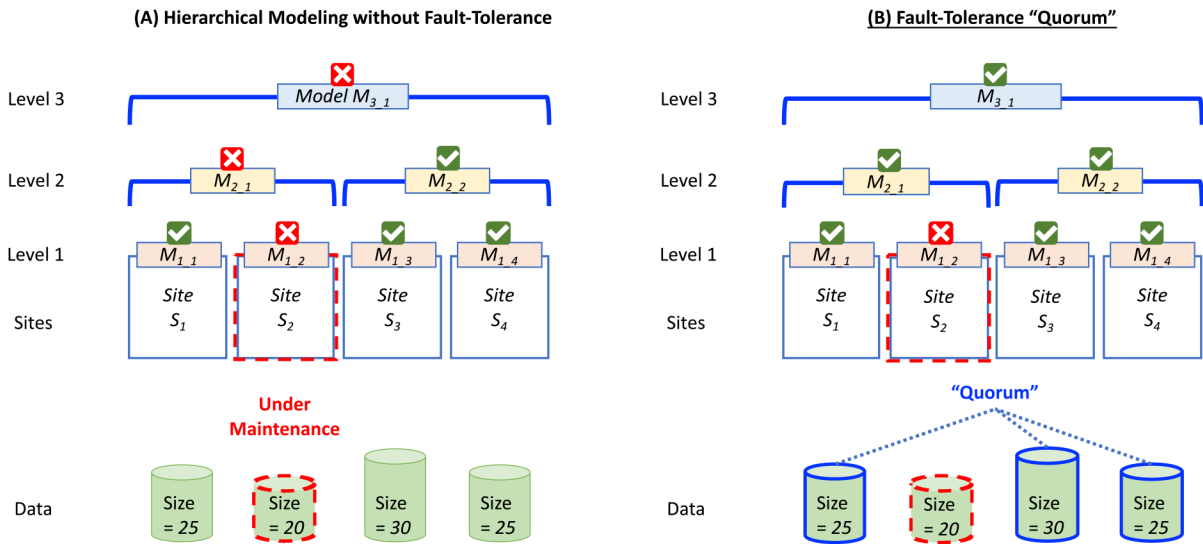 (A) Hierarchical Modeling without Fault-Tolerance
Level 3
Model M3_1
Level 2
M2_1
M2_2
Level 1
M1_1
M1_2
M1_3
M1_4
Sites
Site
S1
Site
S2
Site
S3
Site
S4
Under
Maintenance
Data
Size
= 25
Size
= 20
Size
= 30
Size
= 25
(B) Fault-Tolerance “Quorum”
Level 3
M3_1
Level 2
M2_1
M2_2
Level 1
M1_1
M1_2
M1_3
M1_4
Sites
Site
S1
Site
S2
Site
S3
Site
S4
“Quorum”
Data
Size
= 25
Size
= 20
Size
= 30
Size
= 25